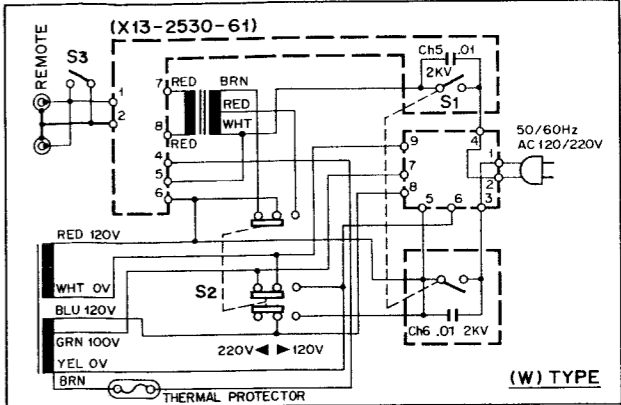 (X13-2530-61)
REMOTE
S3
1
2
7 RED
BRN
RED
WHT
8
RED
4
5
6
Ch5 .01
2KV
S1
50/60Hz
AC 120/220V
9
7
8
4
1
2
5 6 3
RED 120V
WHT 0V
BLU 120V
GRN 100V
YEL 0V
BRN
S2
220V ◀ ▶ 120V
Ch6 .01 2KV
THERMAL PROTECTOR
(W) TYPE